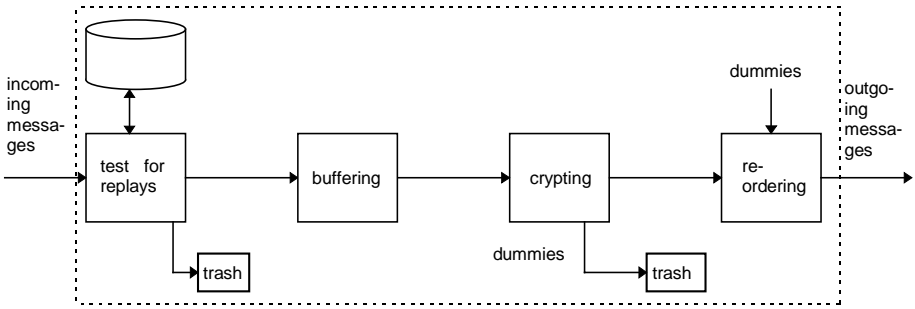 incom-
ing
messa-
ges
test for
replays
trash
buffering
crypting
dummies
trash
dummies
re-
ordering
outgo-
ing
messa-
ges